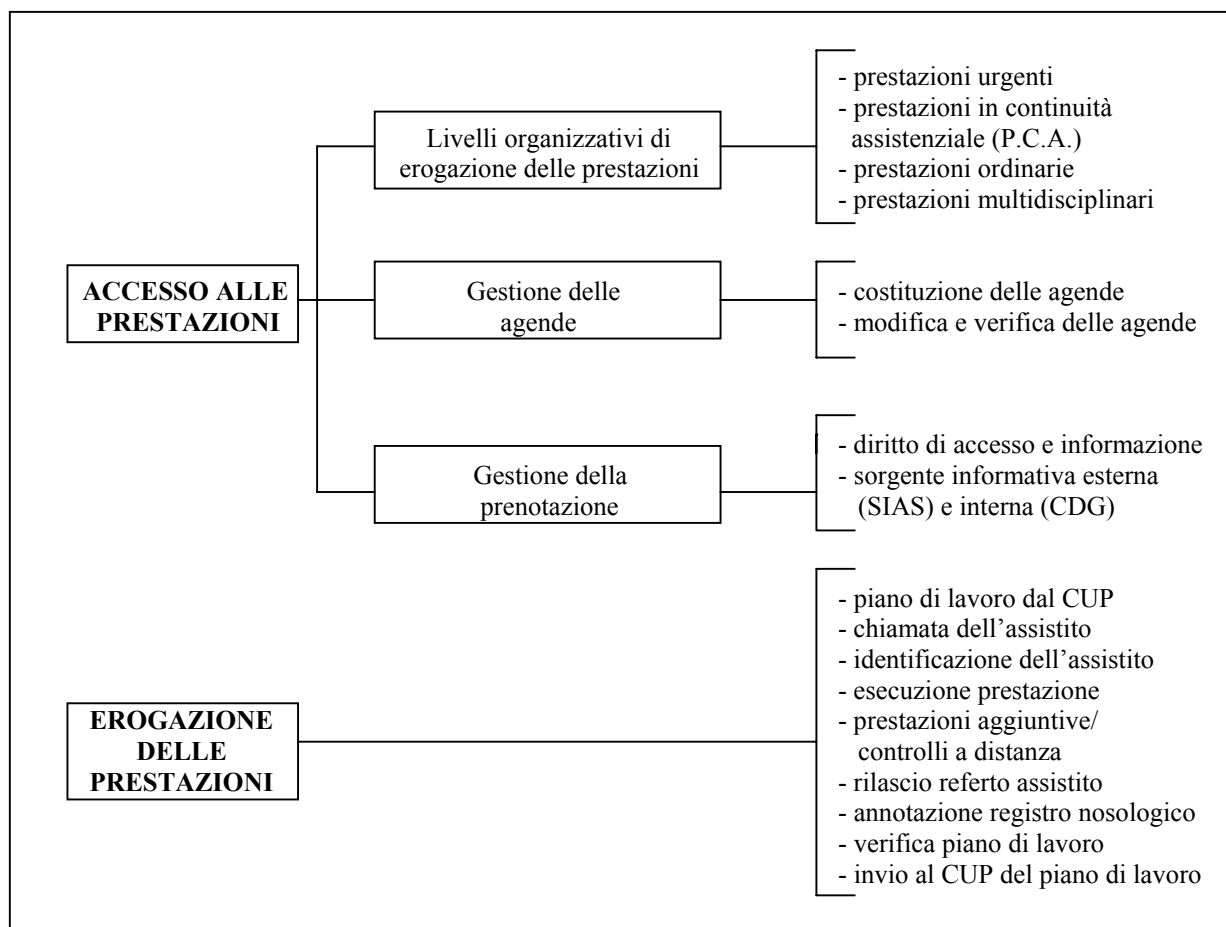 ACCESSO ALLE
PRESTAZIONI
Livelli organizzativi di
erogazione delle prestazioni
- prestazioni urgenti
- prestazioni in continuità
assistenziale (P.C.A.)
- prestazioni ordinarie
- prestazioni multidisciplinari
Gestione delle
agende
- costituzione delle agende
- modifica e verifica delle agende
Gestione della
prenotazione
- diritto di accesso e informazione
- sorgente informativa esterna
(SIAS) e interna (CDG)
EROGAZIONE
DELLE
PRESTAZIONI
- piano di lavoro dal CUP
- chiamata dell’assistito
- identificazione dell’assistito
- esecuzione prestazione
- prestazioni aggiuntive/
controlli a distanza
- rilascio referto assistito
- annotazione registro nosologico
- verifica piano di lavoro
- invio al CUP del piano di lavoro